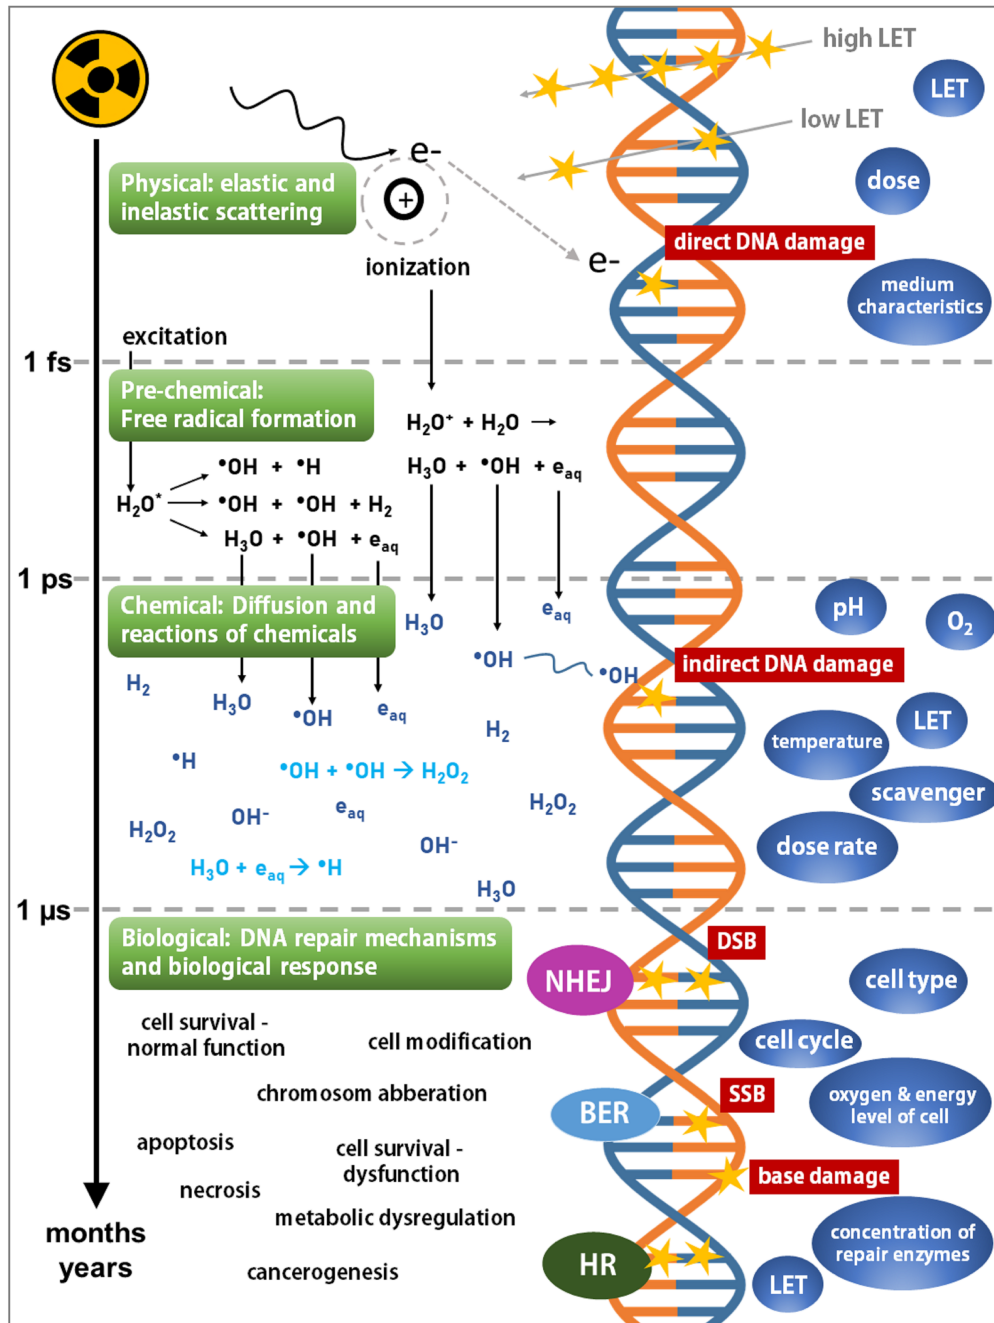 high LET
LET
low LET
e-
Physical: elastic and
inelastic scattering
+
dose
direct DNA damage
e-
ionization
medium
characteristics
excitation
1 fs
Pre-chemical:
Free radical formation
H₂O⁺ + H₂O →
•OH + •H
H₃O + •OH + eaq
H₂O* •OH + •OH + H₂
H₃O + •OH + eaq
1 ps
Chemical: Diffusion and
reactions of chemicals
H₃O
eaq
pH
O₂
•OH
•OH
indirect DNA damage
H₂
H₃O
•OH
eaq
H₂
LET
temperature
•H
•OH + •OH → H₂O₂
scavenger
H₂O₂
OH⁻
eaq
H₂O₂
OH⁻
dose rate
H₃O + eaq → •H
H₃O
1 µs
Biological: DNA repair mechanisms
and biological response
DSB
NHEJ
cell type
cell survival -
normal function
cell modification
cell cycle
chromosom abberation
SSB
oxygen & energy
level of cell
BER
apoptosis
cell survival -
dysfunction
base damage
necrosis
metabolic dysregulation
months
years
concentration of
repair enzymes
HR
cancerogenesis
LET